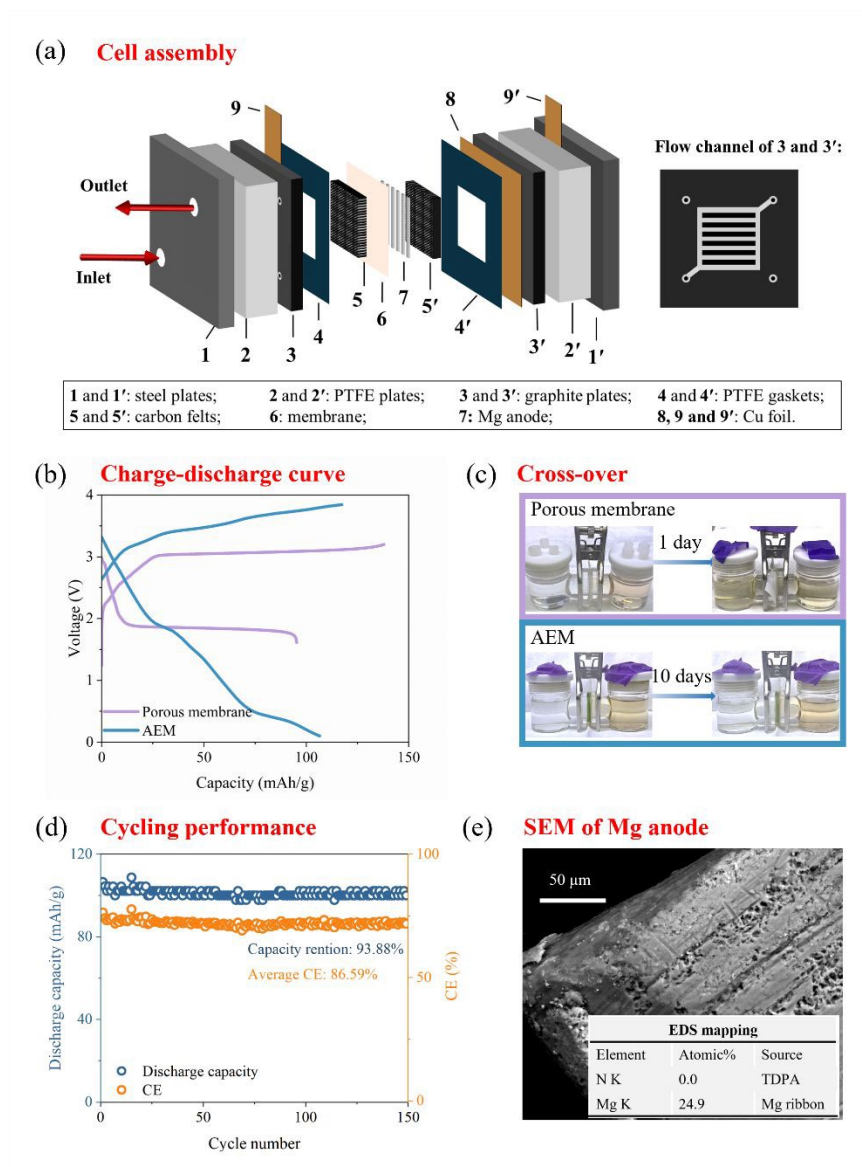 (a) Cell assembly
9
8
9′
Flow channel of 3 and 3′:
Outlet
Inlet
1
2
3
4
5
6
7
5′
4′
3′
2′
1′
1 and 1′: steel plates; 2 and 2′: PTFE plates; 3 and 3′: graphite plates; 4 and 4′: PTFE gaskets;
5 and 5′: carbon felts; 6: membrane; 7: Mg anode; 8, 9 and 9′: Cu foil.
(b) Charge-discharge curve
4
3
2
1
0
Voltage (V)
Porous membrane
AEM
0 50 100 150
Capacity (mAh/g)
(c) Cross-over
Porous membrane
1 day
AEM
10 days
(d) Cycling performance
120
80
40
0
Discharge capacity (mAh/g)
100
50
0
CE (%)
Capacity rention: 93.88%
Average CE: 86.59%
Discharge capacity
CE
0 50 100 150
Cycle number
(e) SEM of Mg anode
50 μm
EDS mapping
Element Atomic% Source
N K 0.0 TDPA
Mg K 24.9 Mg ribbon